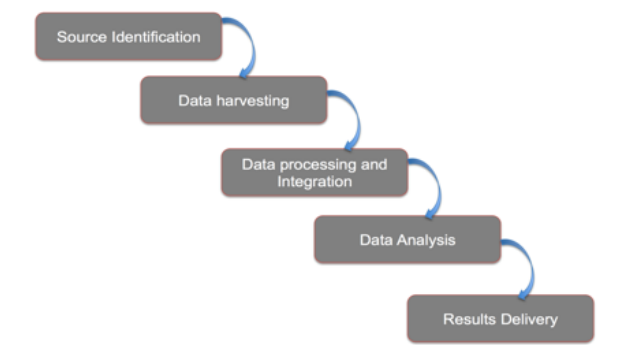 Source Identification
Data harvesting
Data processing and
Integration
Data Analysis
Results Delivery